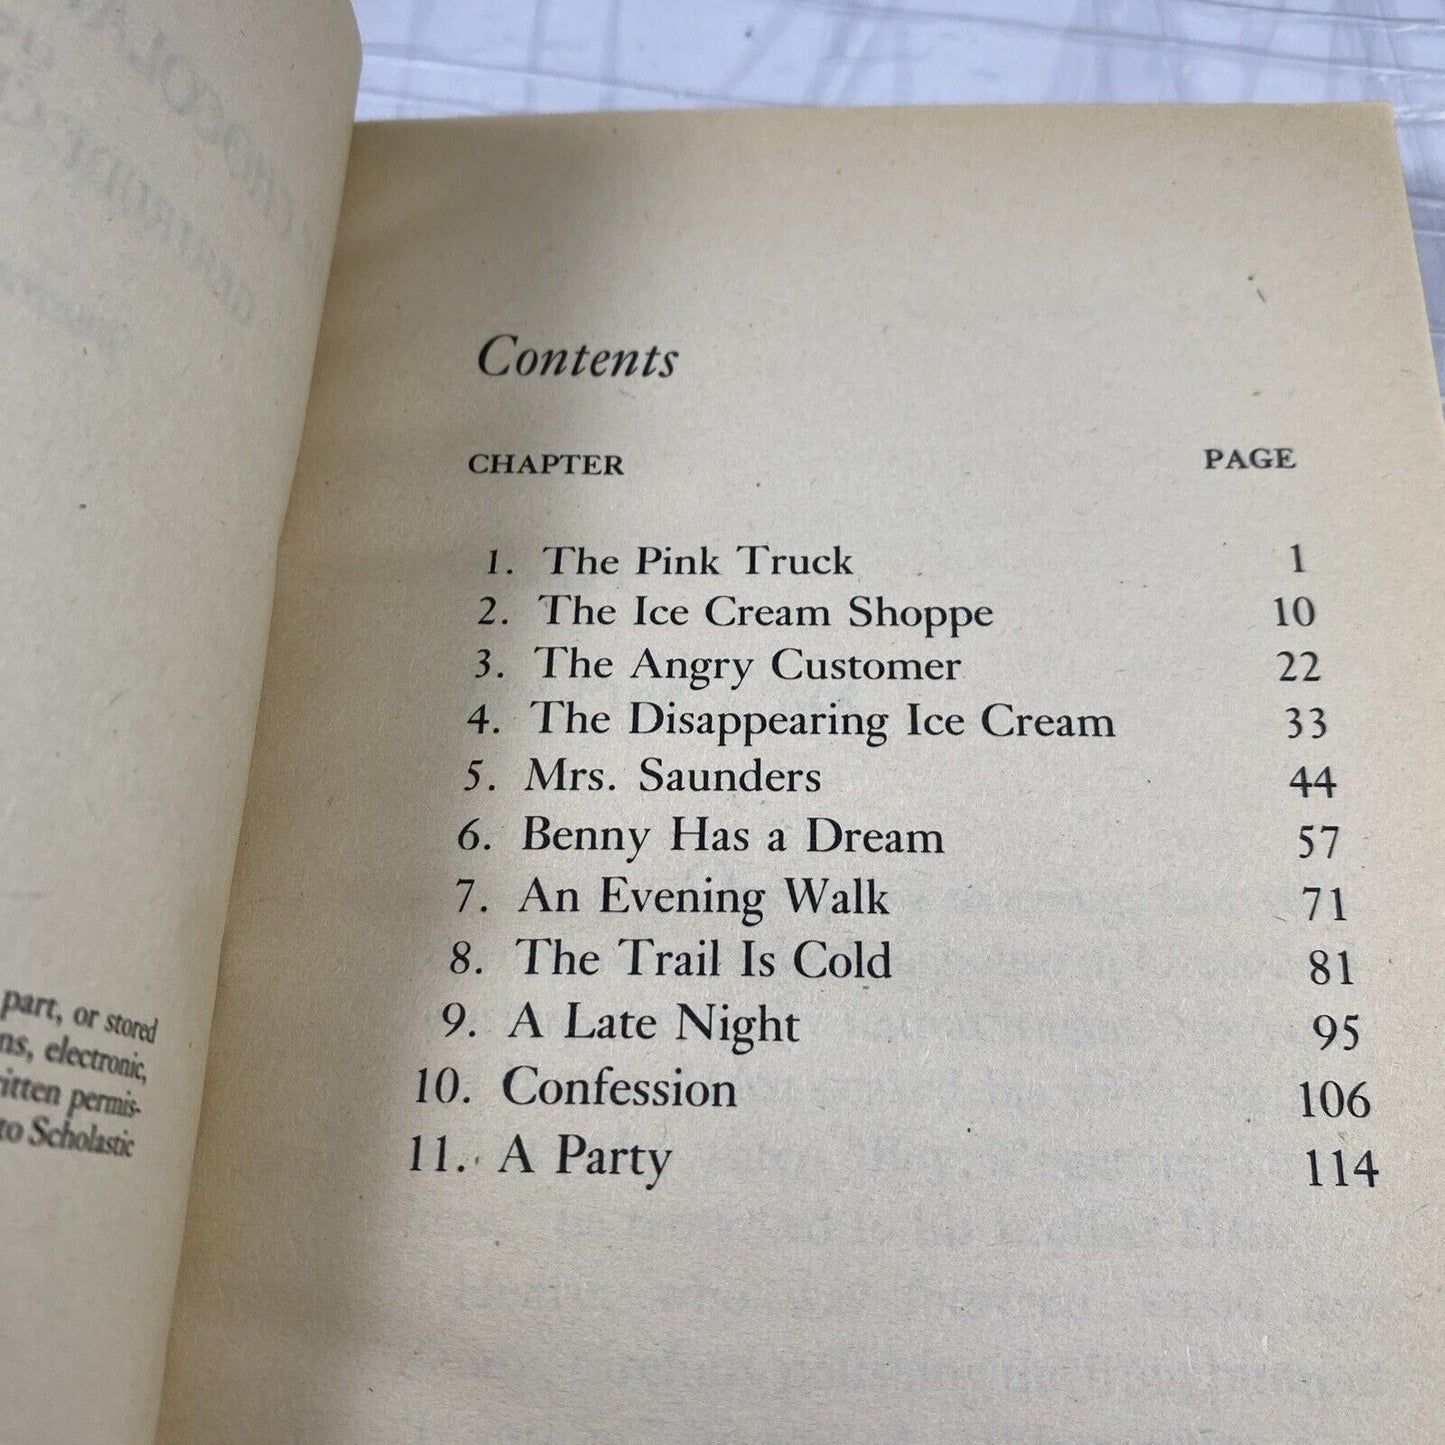 part, or stored
electronic,
written permis-
to Scholastic
Contents
CHAPTER PAGE
1. The Pink Truck 1
2. The Ice Cream Shoppe 10
3. The Angry Customer 22
4. The Disappearing Ice Cream 33
5. Mrs. Saunders 44
6. Benny Has a Dream 57
7. An Evening Walk 71
8. The Trail Is Cold 81
9. A Late Night 95
10. Confession 106
11. A Party 114